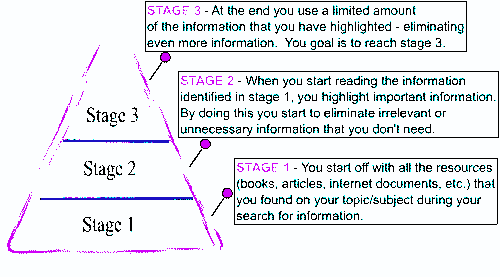 STAGE 3 - At the end you use a limited amount
of the information that you have highlighted - eliminating
even more information. You goal is to reach stage 3.
STAGE 2 - When you start reading the information
identified in stage 1, you highlight important information.
By doing this you start to eliminate irrelevant or
unnecessary information that you don't need.
STAGE 1 - You start off with all the resources
(books, articles, internet documents, etc.) that
you found on your topic/subject during your
search for information.
Stage 3
Stage 2
Stage 1